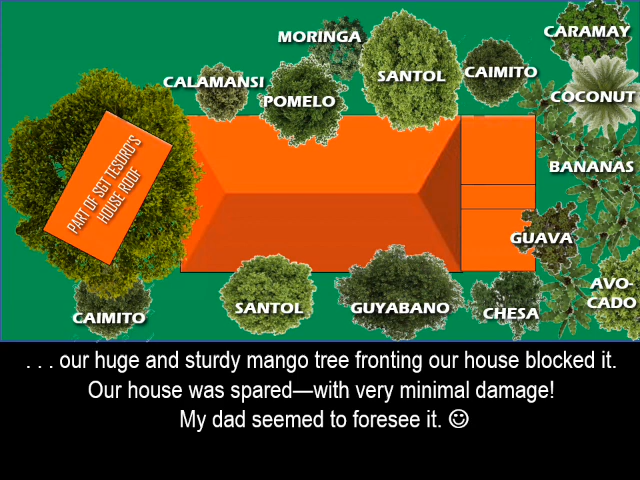 MORINGA
CARAMAY
CALAMANSI
SANTOL
CAIMITO
POMELO
COCONUT
PART OF SGT TESORO'S
HOUSE ROOF
BANANAS
GUAVA
AVO-
CADO
CAIMITO
SANTOL
GUYABANO
CHESA
. . . our huge and sturdy mango tree fronting our house blocked it.
Our house was spared—with very minimal damage!
My dad seemed to foresee it. ☺